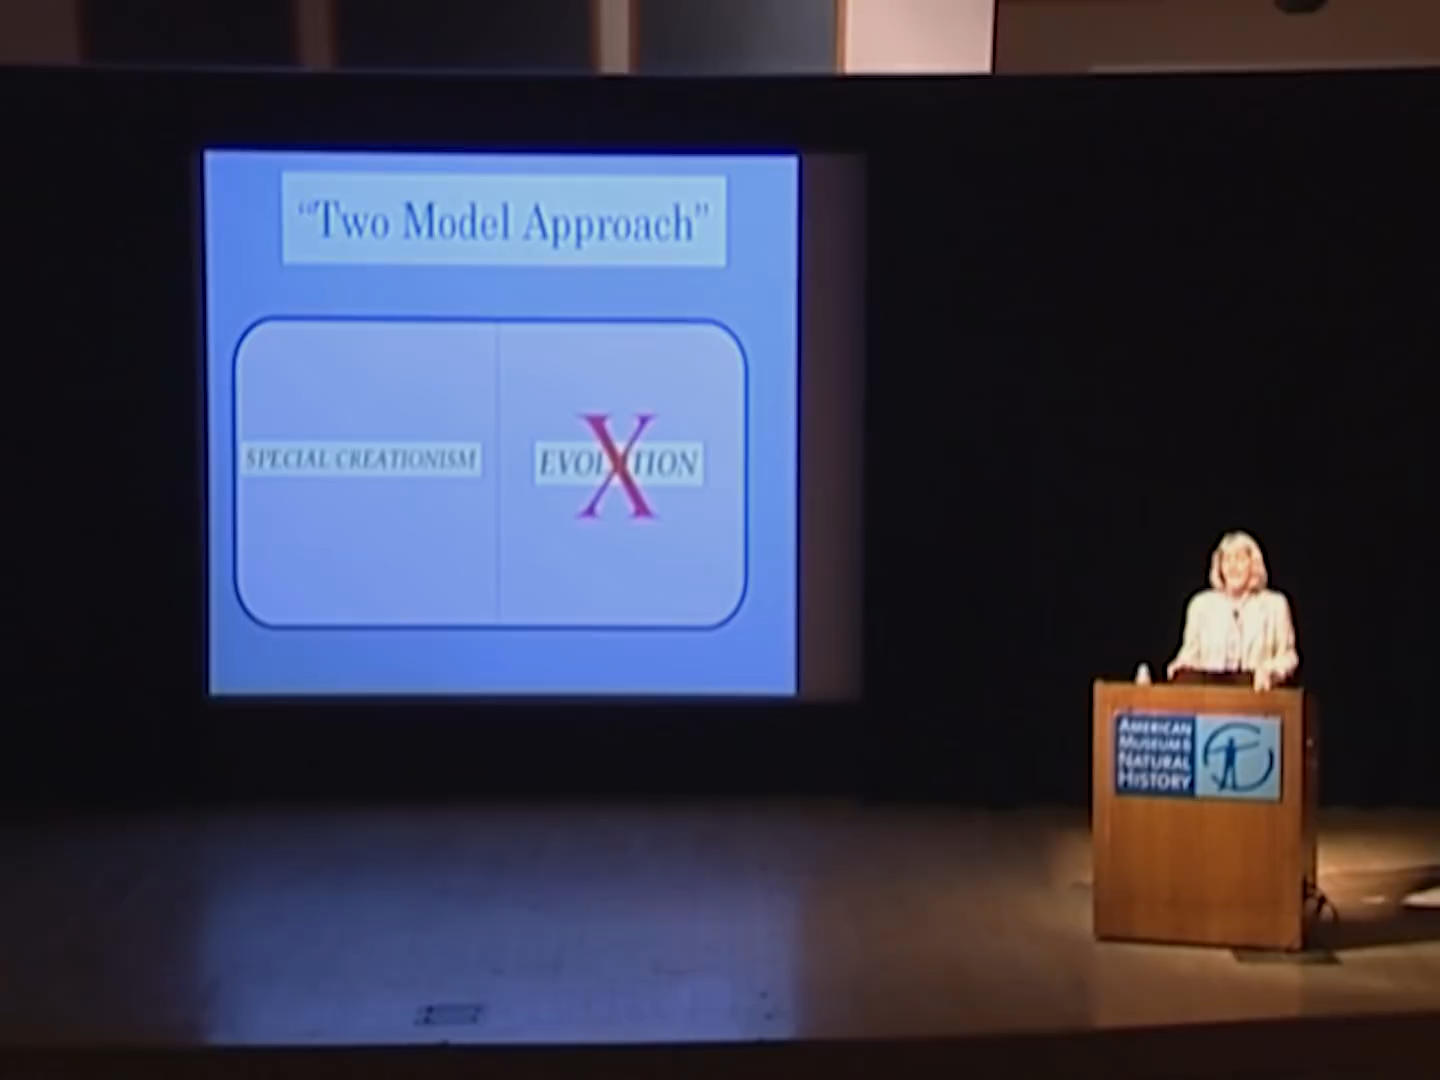 “Two Model Approach”
SPECIAL CREATIONISM
EVOLUTION
X
AMERICAN
MUSEUM &
NATURAL
HISTORY